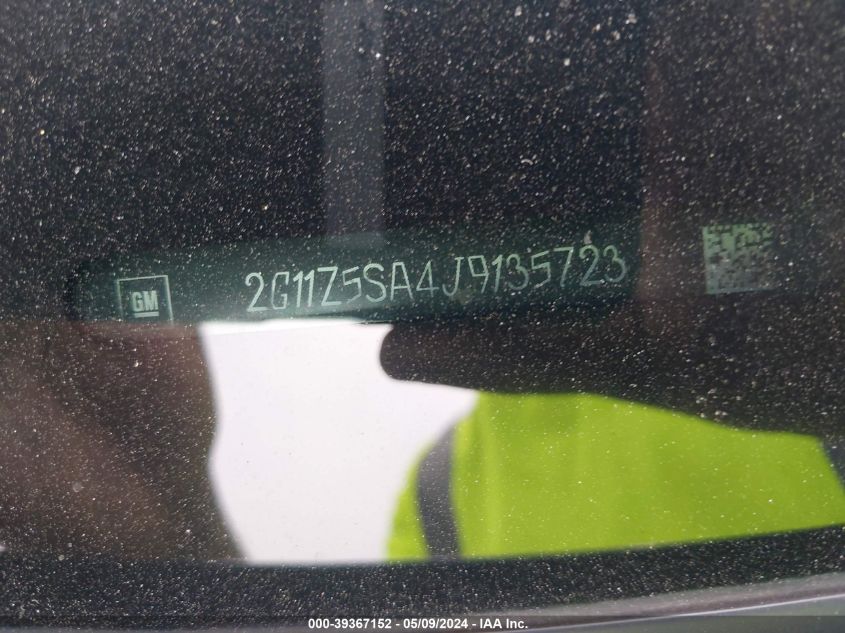 GM 2G11Z5SA4J9135723
000-39367152 — 05/09/2024 — IAA Inc.